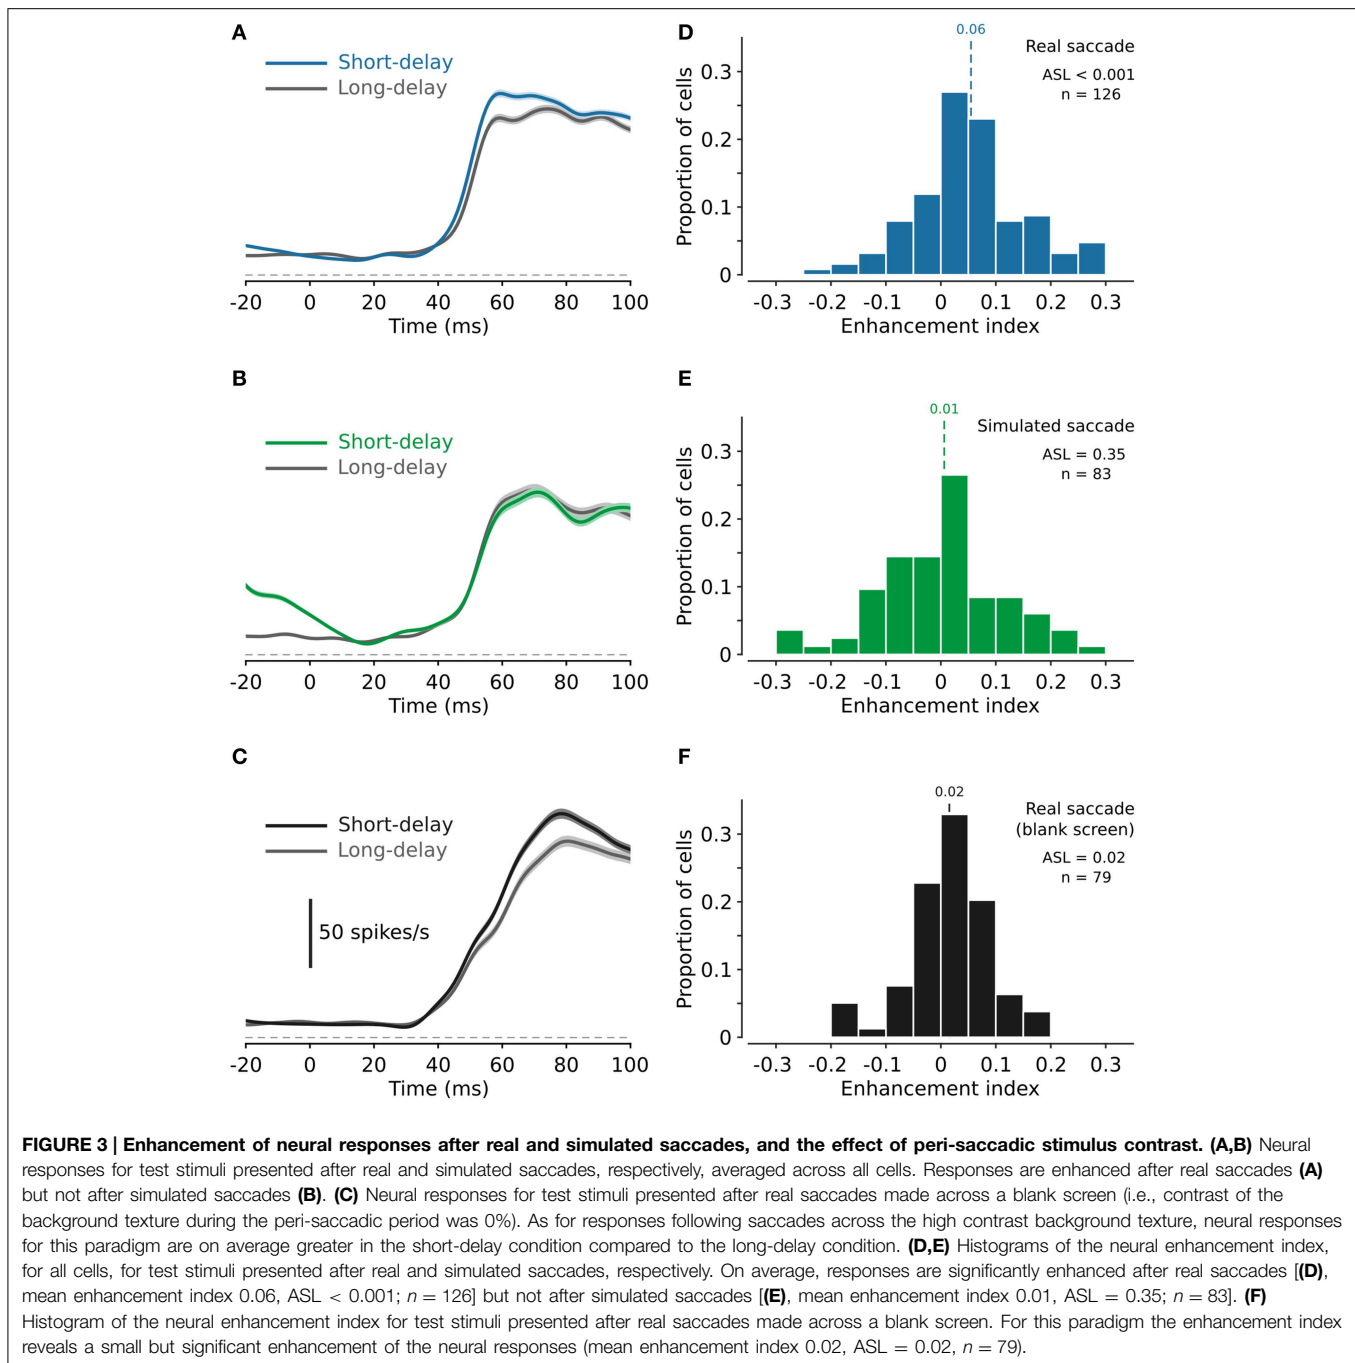 A
Short-delay
Long-delay
-20 0 20 40 60 80 100
Time (ms)
D
0.06
Real saccade
ASL < 0.001
n = 126
Proportion of cells
0.3
0.2
0.1
0
-0.3 -0.2 -0.1 0 0.1 0.2 0.3
Enhancement index
B
Short-delay
Long-delay
-20 0 20 40 60 80 100
Time (ms)
E
0.01
Simulated saccade
ASL = 0.35
n = 83
Proportion of cells
0.3
0.2
0.1
0
-0.3 -0.2 -0.1 0 0.1 0.2 0.3
Enhancement index
C
Short-delay
Long-delay
50 spikes/s
-20 0 20 40 60 80 100
Time (ms)
F
0.02
Real saccade
(blank screen)
ASL = 0.02
n = 79
Proportion of cells
0.3
0.2
0.1
0
-0.3 -0.2 -0.1 0 0.1 0.2 0.3
Enhancement index
FIGURE 3 | Enhancement of neural responses after real and simulated saccades, and the effect of peri-saccadic stimulus contrast. (A,B) Neural
responses for test stimuli presented after real and simulated saccades, respectively, averaged across all cells. Responses are enhanced after real saccades (A)
but not after simulated saccades (B). (C) Neural responses for test stimuli presented after real saccades made across a blank screen (i.e., contrast of the
background texture during the peri-saccadic period was 0%). As for responses following saccades across the high contrast background texture, neural responses
for this paradigm are on average greater in the short-delay condition compared to the long-delay condition. (D,E) Histograms of the neural enhancement index,
for all cells, for test stimuli presented after real and simulated saccades, respectively. On average, responses are significantly enhanced after real saccades [(D),
mean enhancement index 0.06, ASL < 0.001; n = 126] but not after simulated saccades [(E), mean enhancement index 0.01, ASL = 0.35; n = 83]. (F)
Histogram of the neural enhancement index for test stimuli presented after real saccades made across a blank screen. For this paradigm the enhancement index
reveals a small but significant enhancement of the neural responses (mean enhancement index 0.02, ASL = 0.02, n = 79).